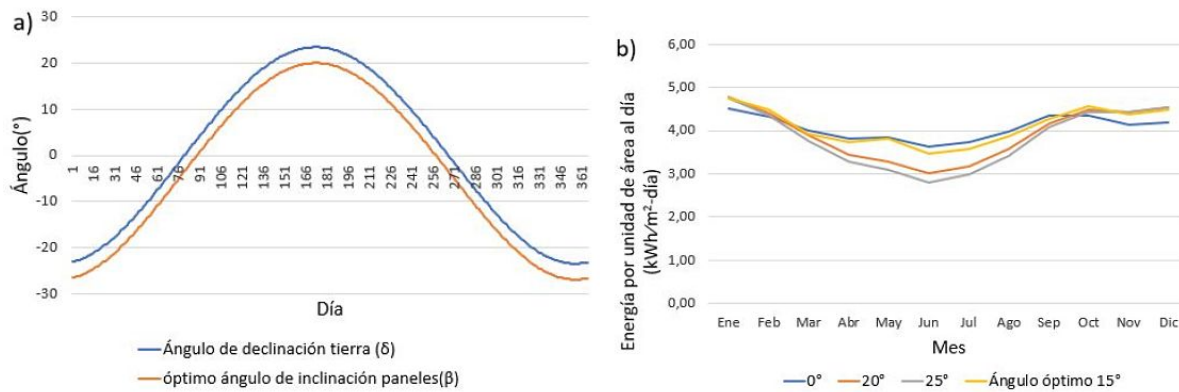 a)
30
20
10
0
-10
-20
-30
Ángulo(°)
1 16 31 46 61 76 91 106 121 136 151 166 181 196 211 226 241 256 271 286 301 316 331 346 361
Día
Ángulo de declinación tierra (δ)
óptimo ángulo de inclinación paneles(β)
b)
6,00
5,00
4,00
3,00
2,00
1,00
0,00
Energía por unidad de área al día
(kWh/m²-día)
Ene Feb Mar Abr May Jun Jul Ago Sep Oct Nov Dic
Mes
0° 20° 25° Ángulo óptimo 15°